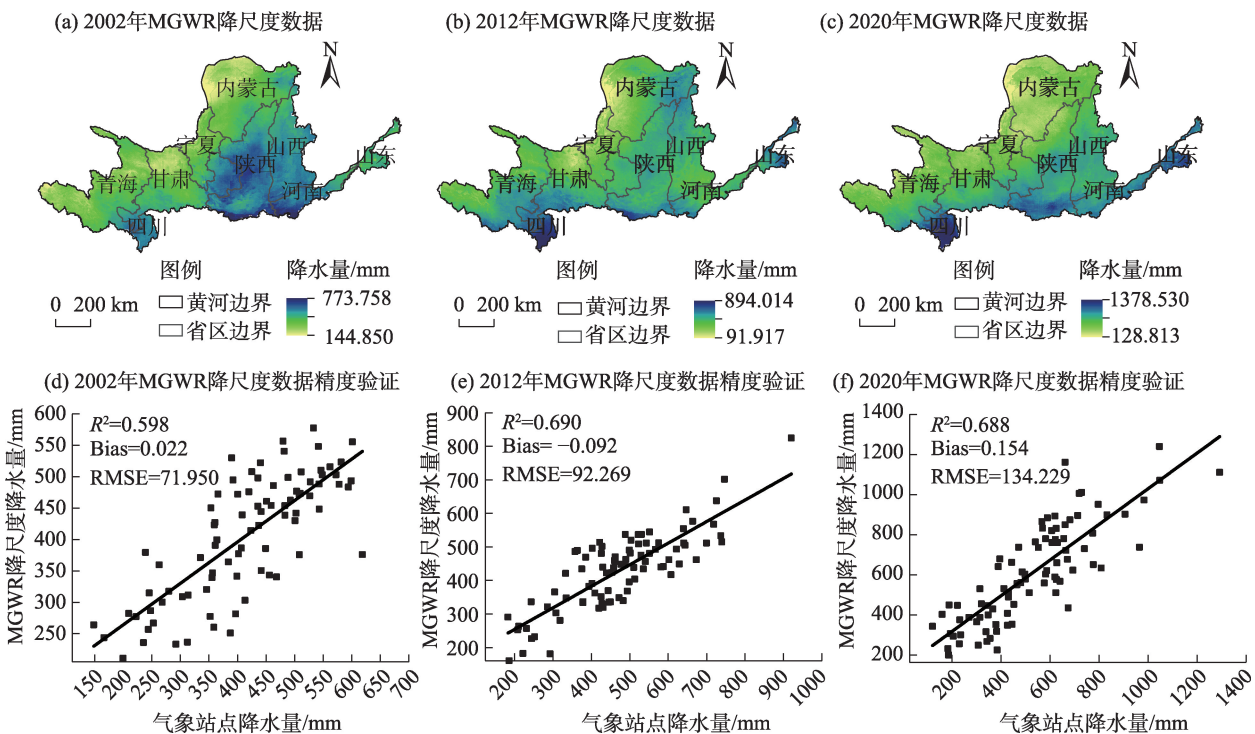 (a) 2002年MGWR降尺度数据
N
内蒙古
宁夏
山西
陕西
山东
青海
甘肃
河南
四川
图例
降水量/mm
0 200 km
黄河边界
省区边界
773.758
144.850
(b) 2012年MGWR降尺度数据
N
内蒙古
宁夏
山西
陕西
山东
青海
甘肃
河南
四川
图例
降水量/mm
0 200 km
黄河边界
省区边界
894.014
91.917
(c) 2020年MGWR降尺度数据
N
内蒙古
宁夏
山西
陕西
山东
青海
甘肃
河南
四川
图例
降水量/mm
0 200 km
黄河边界
省区边界
1378.530
128.813
(d) 2002年MGWR降尺度数据精度验证
R²=0.598
Bias=0.022
RMSE=71.950
MGWR降尺度降水量/mm
600
550
500
450
400
350
300
250
150 200 250 300 350 400 450 500 550 600 650 700
气象站点降水量/mm
(e) 2012年MGWR降尺度数据精度验证
R²=0.690
Bias= −0.092
RMSE=92.269
MGWR降尺度降水量/mm
900
800
700
600
500
400
300
200
200 300 400 500 600 700 800 900 1000
气象站点降水量/mm
(f) 2020年MGWR降尺度数据精度验证
R²=0.688
Bias=0.154
RMSE=134.229
MGWR降尺度降水量/mm
1400
1200
1000
800
600
400
200
200 400 600 800 1000 1200 1400
气象站点降水量/mm